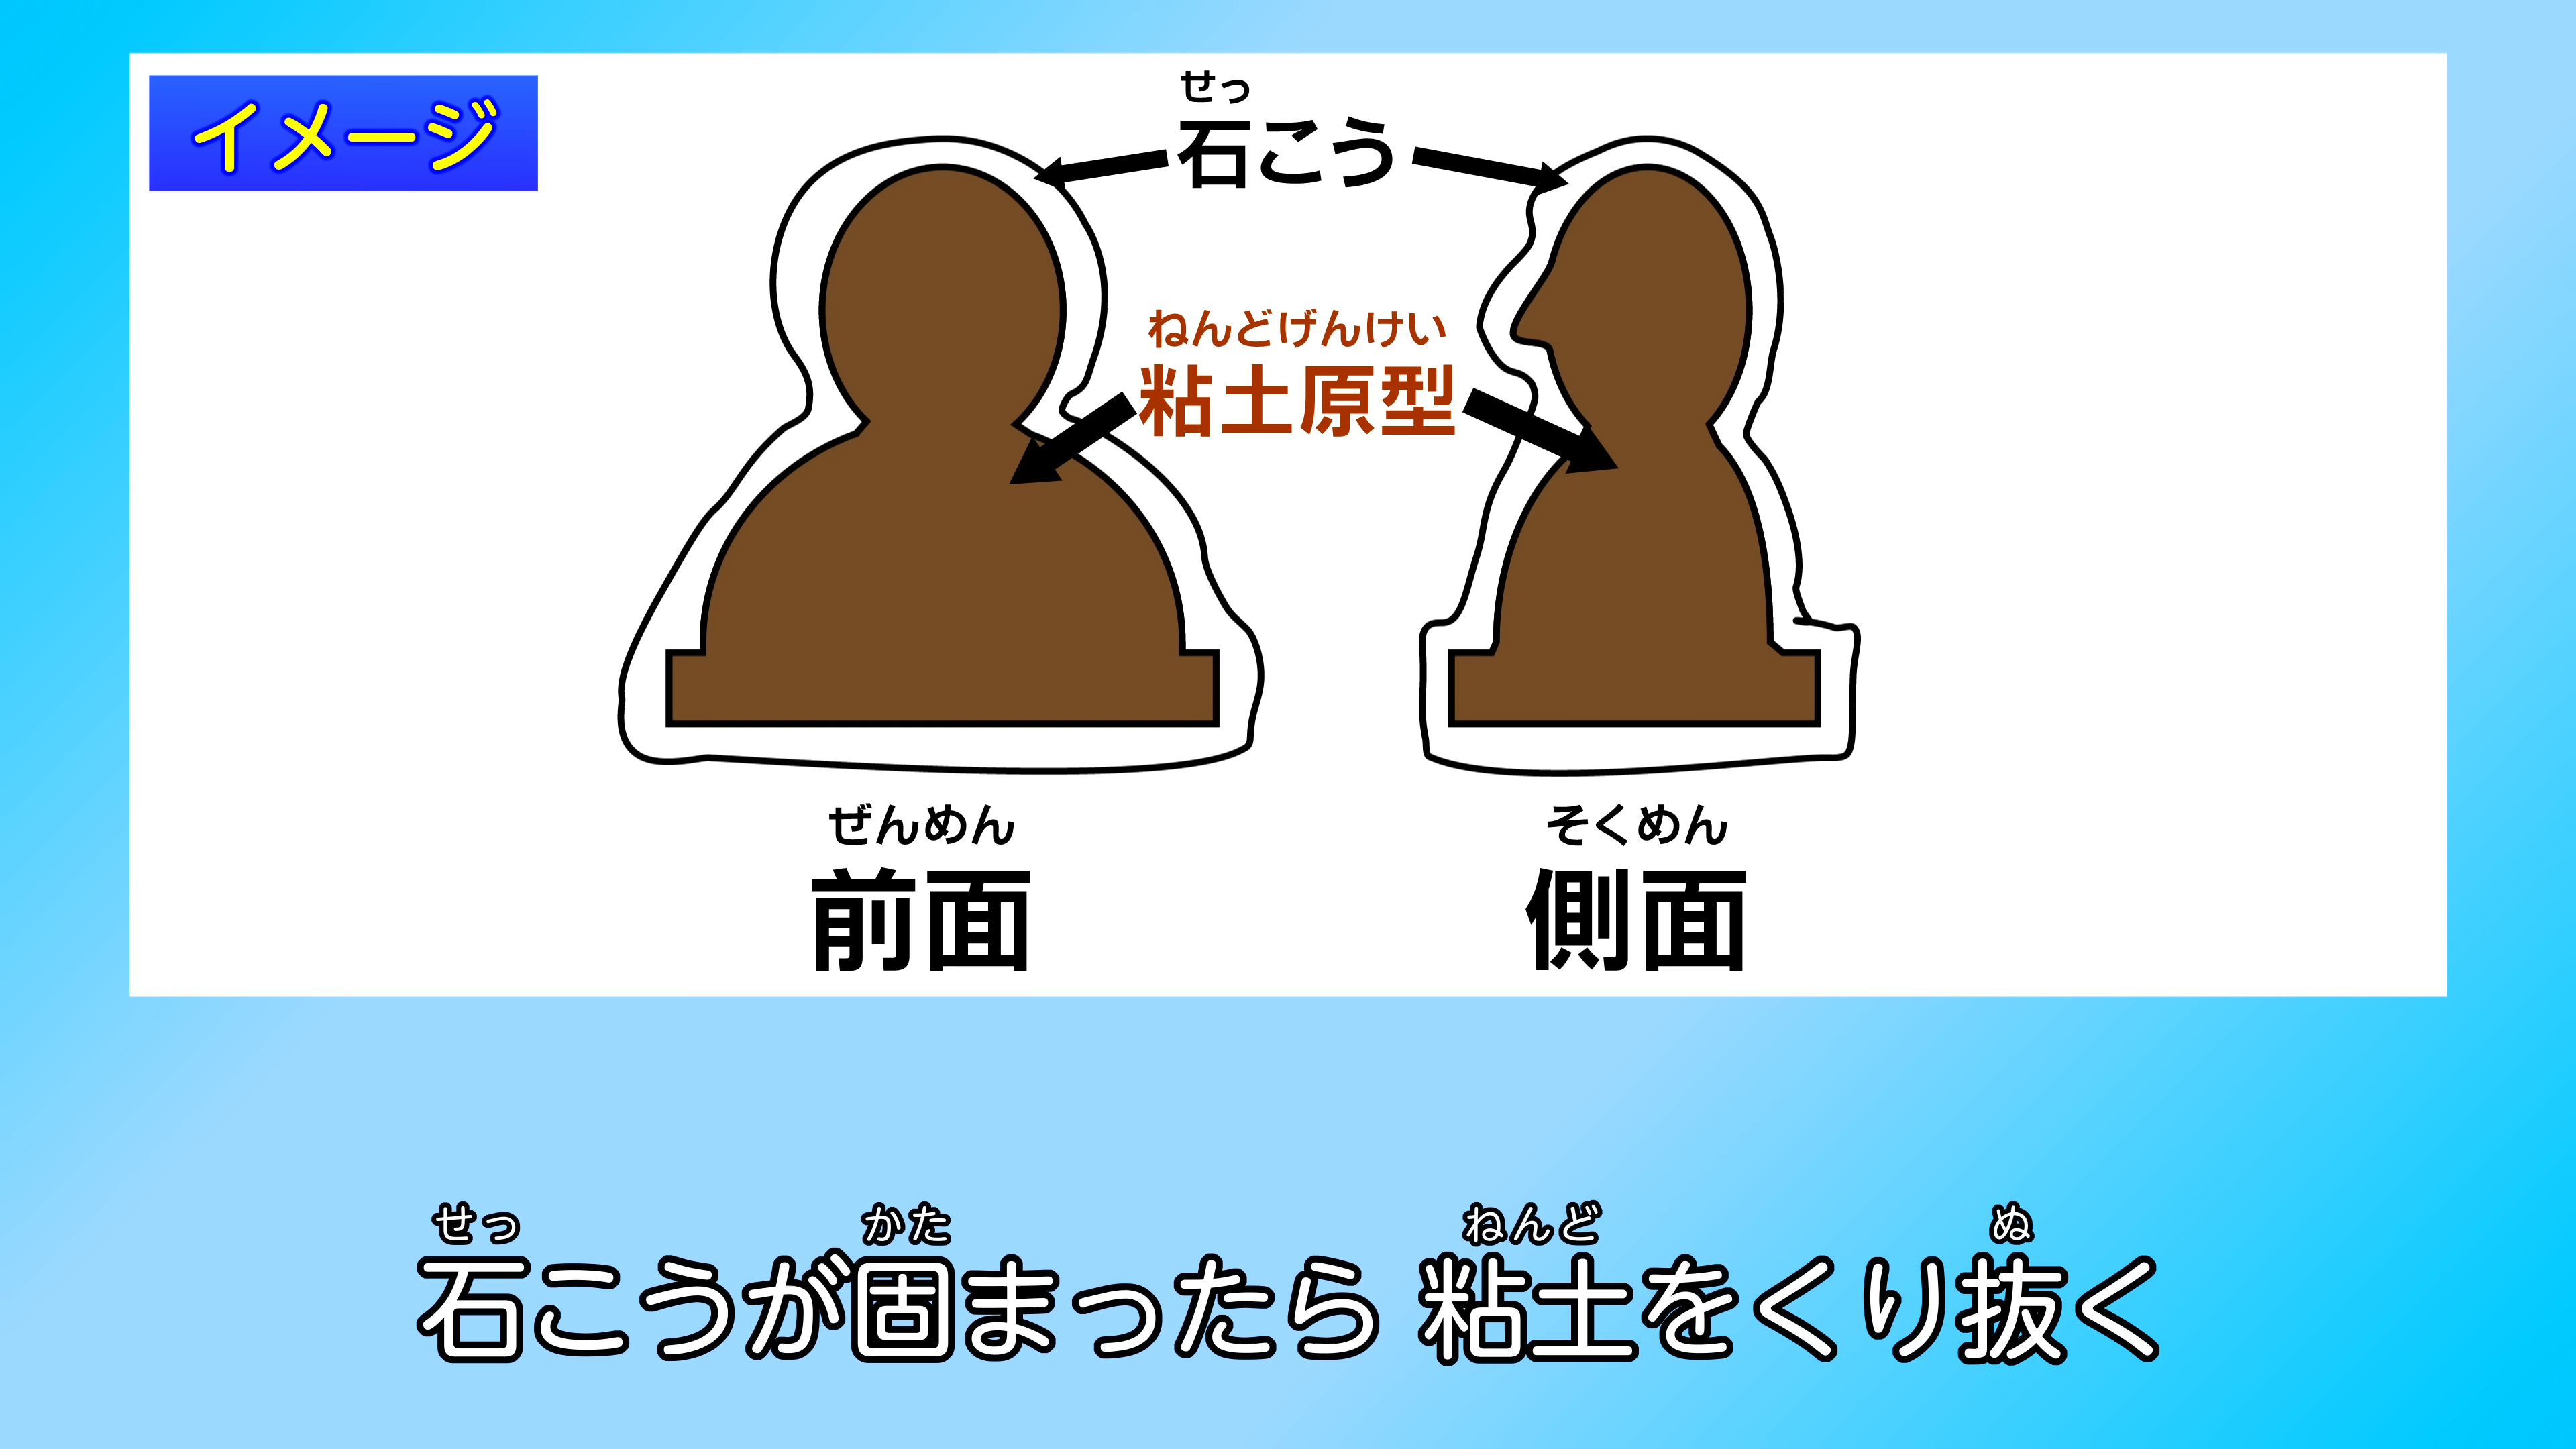 イメージ
せっ
石こう
ねんどげんけい
粘土原型
ぜんめん
前面
そくめん
側面
せっ かた ねんど ぬ
石こうが固まったら 粘土をくり抜く